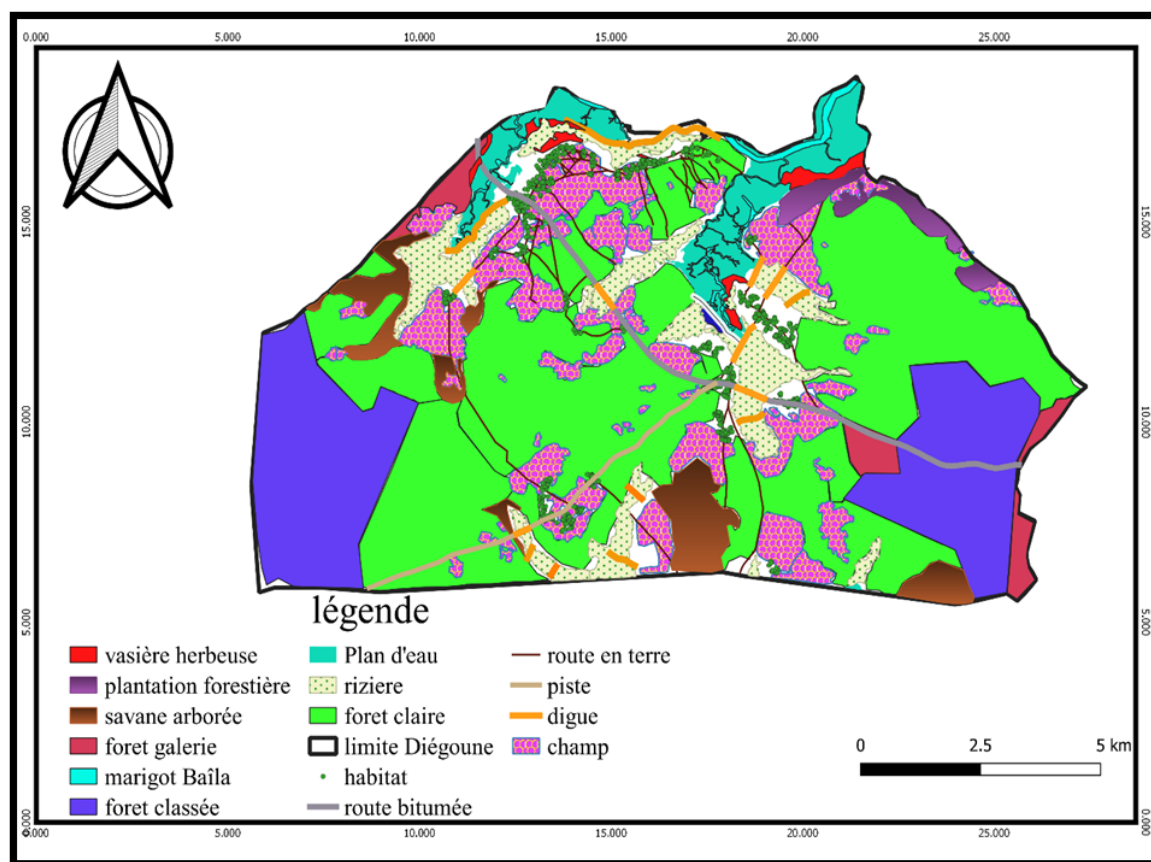 0.000 5.000 10.000 15.000 20.000 25.000
15.000 15.000
10.000 10.000
5.000 5.000
légende
vasière herbeuse Plan d'eau route en terre
plantation forestière riziere piste
savane arborée foret claire digue
foret galerie limite Diégoune champ
marigot Baîla habitat
foret classée route bitumée
0 2.5 5 km
0.000 0.000
0.000 5.000 10.000 15.000 20.000 25.000